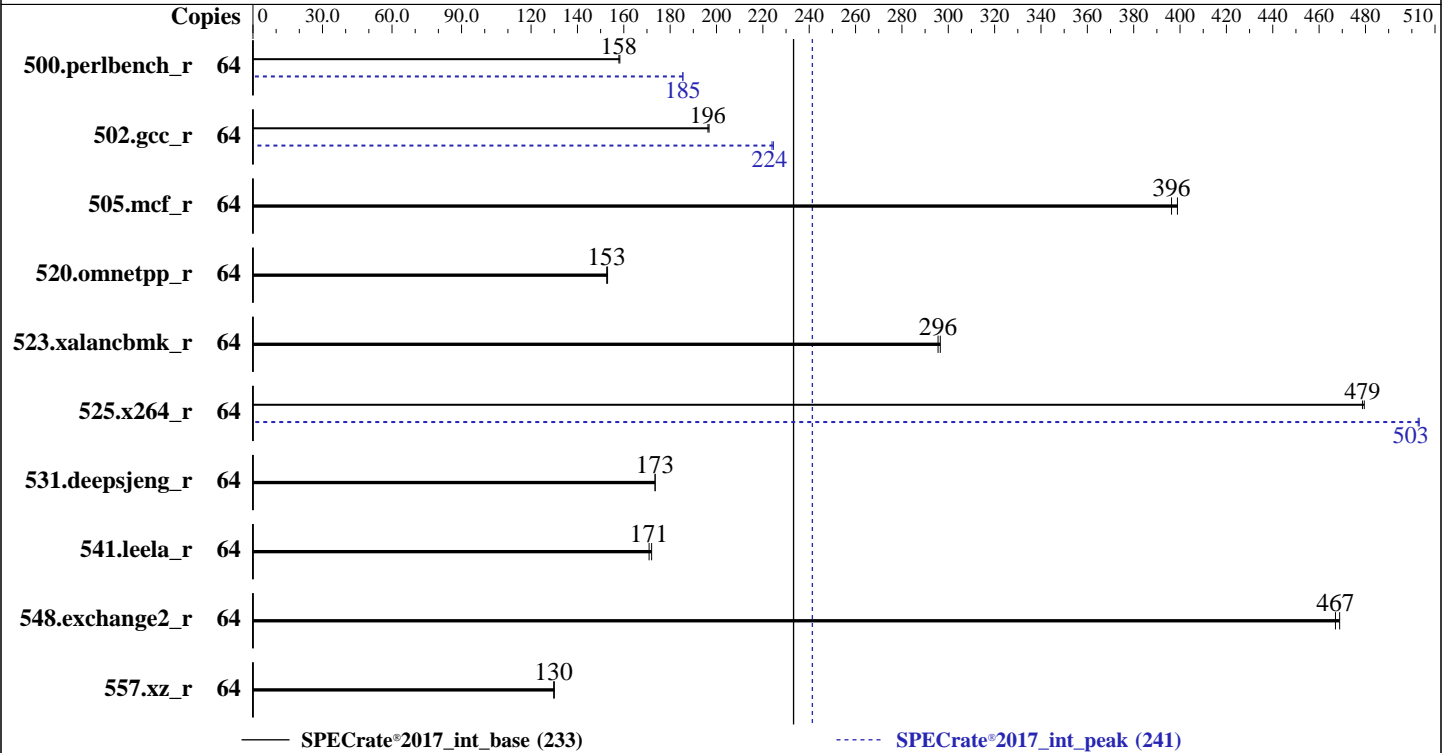 Copies 0 30.0 60.0 90.0 120 140 160 180 200 220 240 260 280 300 320 340 360 380 400 420 440 460 480 510
500.perlbench_r 64 158
185
502.gcc_r 64 196
224
505.mcf_r 64 396
520.omnetpp_r 64 153
523.xalancbmk_r 64 296
525.x264_r 64 479
503
531.deepsjeng_r 64 173
541.leela_r 64 171
548.exchange2_r 64 467
557.xz_r 64 130
SPECrate®2017_int_base (233) SPECrate®2017_int_peak (241)